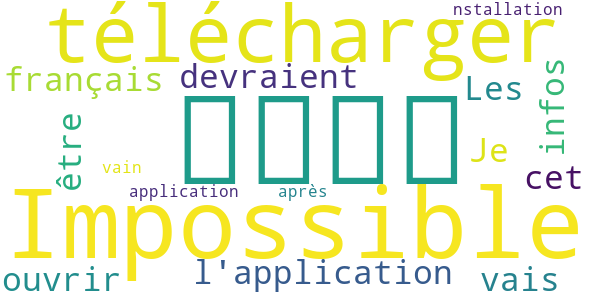 nstallation
télécharger
français devraient Les infos
être Je
vain cet
application après
Impossible
ouvrir l'application vais